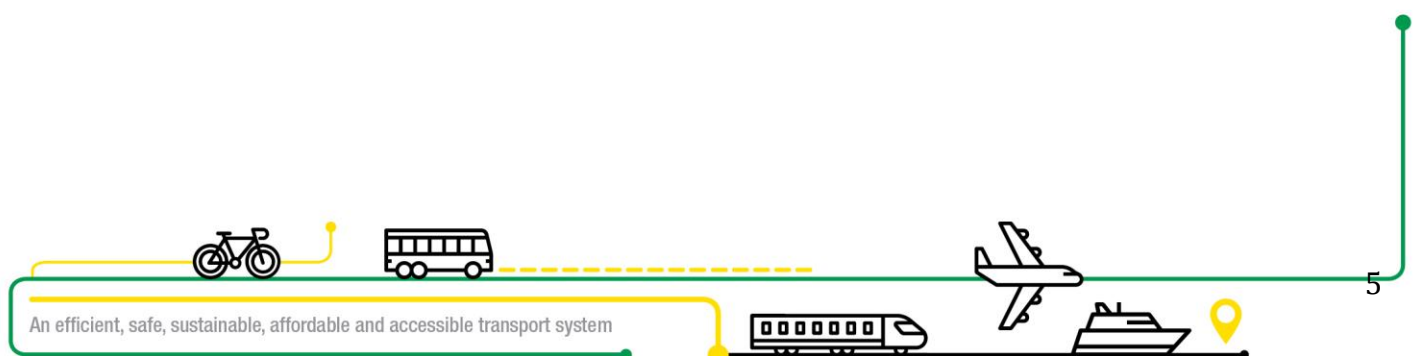 5
An efficient, safe, sustainable, affordable and accessible transport system